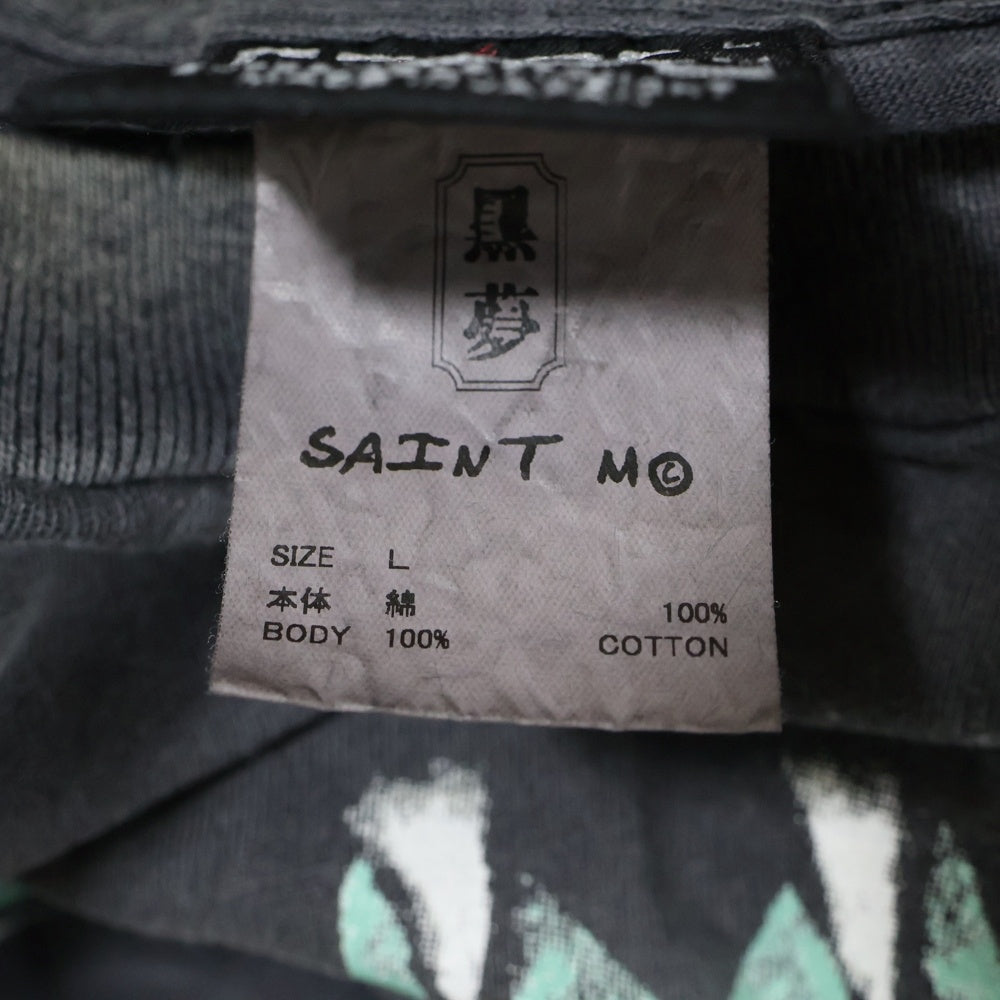 黒
夢
SAINT M©
SIZE L
本体 綿 100%
BODY 100% COTTON